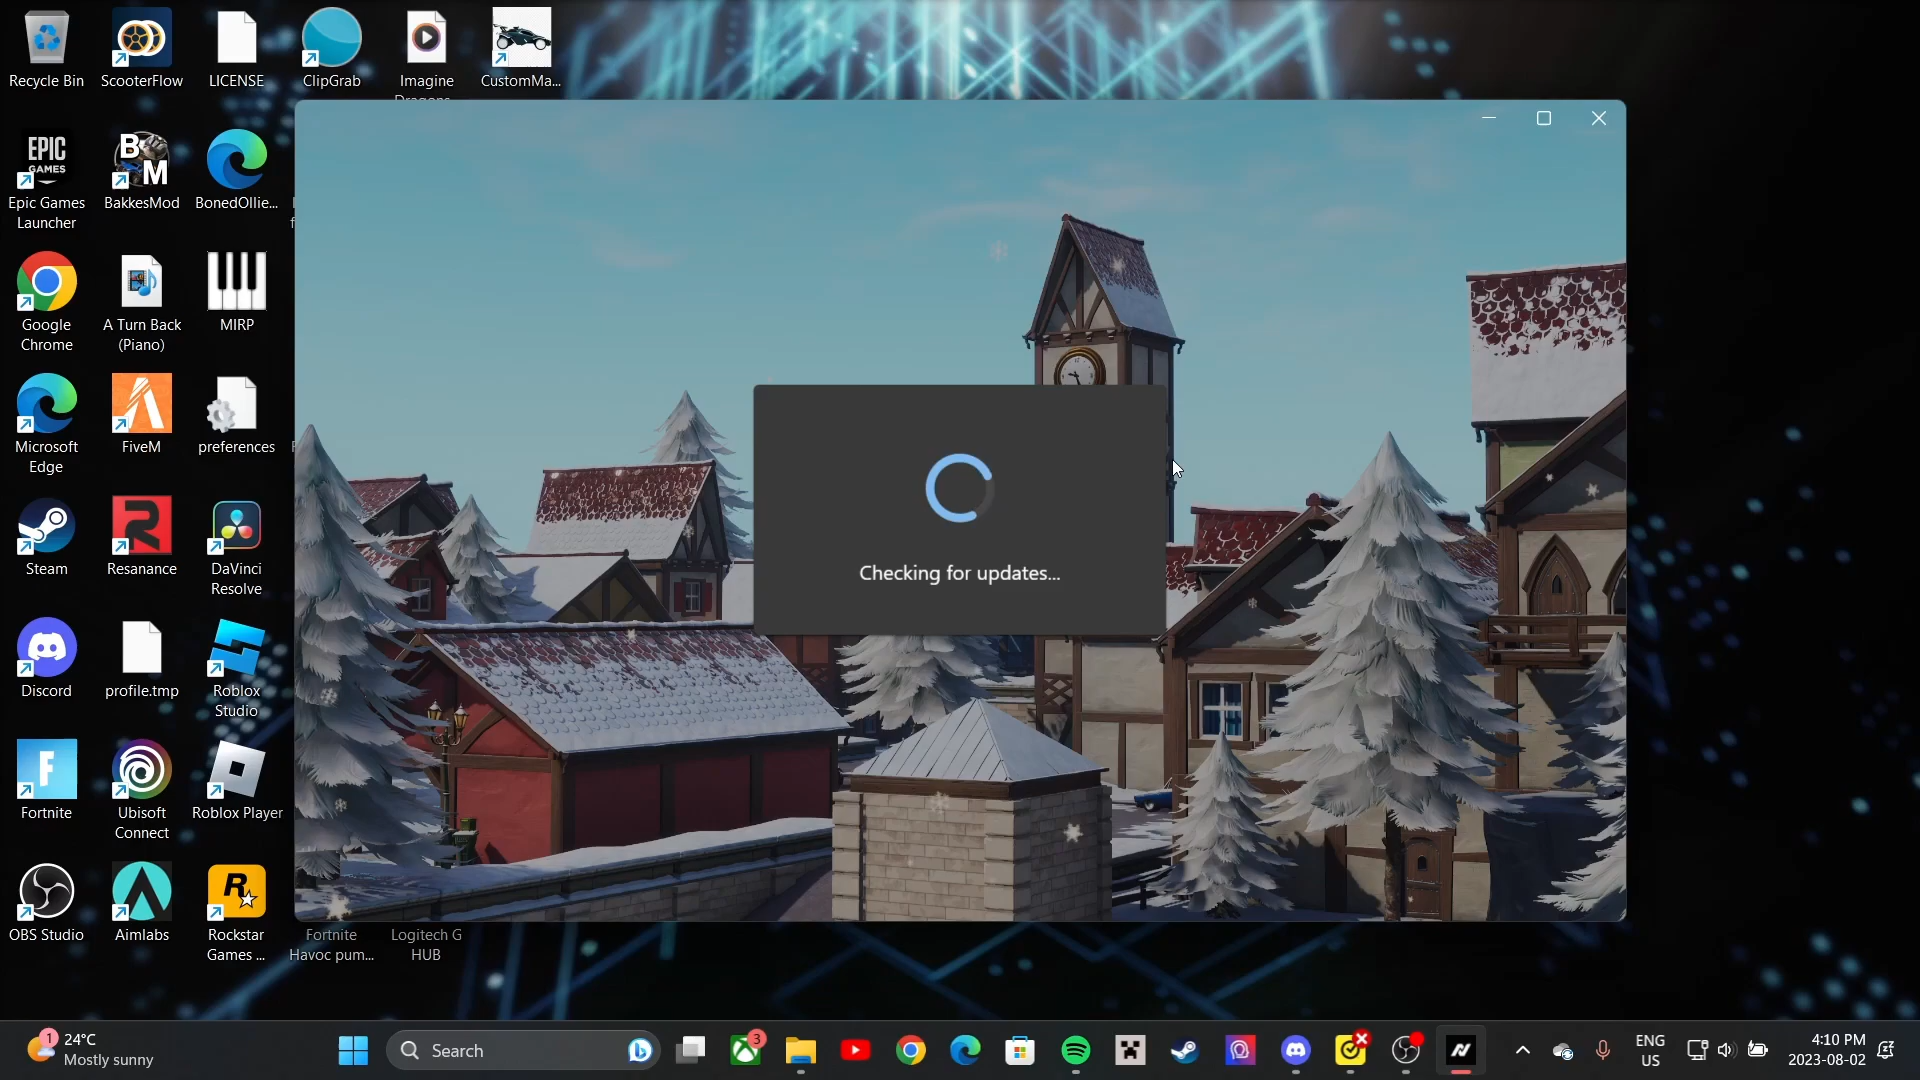 Recycle Bin
ScooterFlow
LICENSE
ClipGrab
Imagine
CustomMa...
EPIC
GAMES
Epic Games
Launcher
B
M
BakkesMod
BonedOllie...
Google
Chrome
A Turn Back
(Piano)
MIRP
Microsoft
Edge
FiveM
preferences
Steam
Resanance
DaVinci
Resolve
Discord
profile.tmp
Roblox
Studio
Fortnite
Ubisoft
Connect
Roblox Player
OBS Studio
Aimlabs
Rockstar
Games ...
Fortnite
Havoc pum...
Logitech G
HUB
Checking for updates...
1
24°C
Mostly sunny
Search
3
ENG
US
4:10 PM
2023-08-02